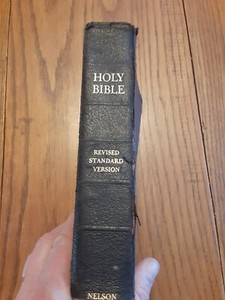 HOLY
BIBLE
REVISED
STANDARD
VERSION
NELSON